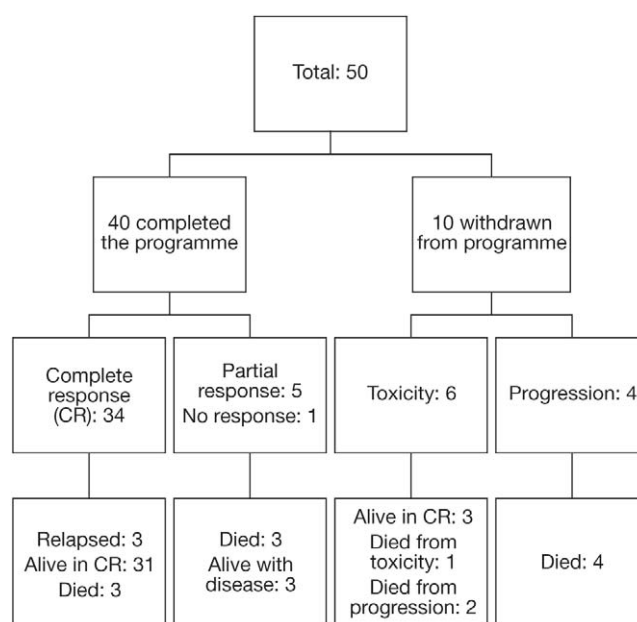 Total: 50
40 completed
the programme
10 withdrawn
from programme
Complete
response
(CR): 34
Partial
response: 5
No response: 1
Toxicity: 6
Progression: 4
Relapsed: 3
Alive in CR: 31
Died: 3
Died: 3
Alive with
disease: 3
Alive in CR: 3
Died from
toxicity: 1
Died from
progression: 2
Died: 4